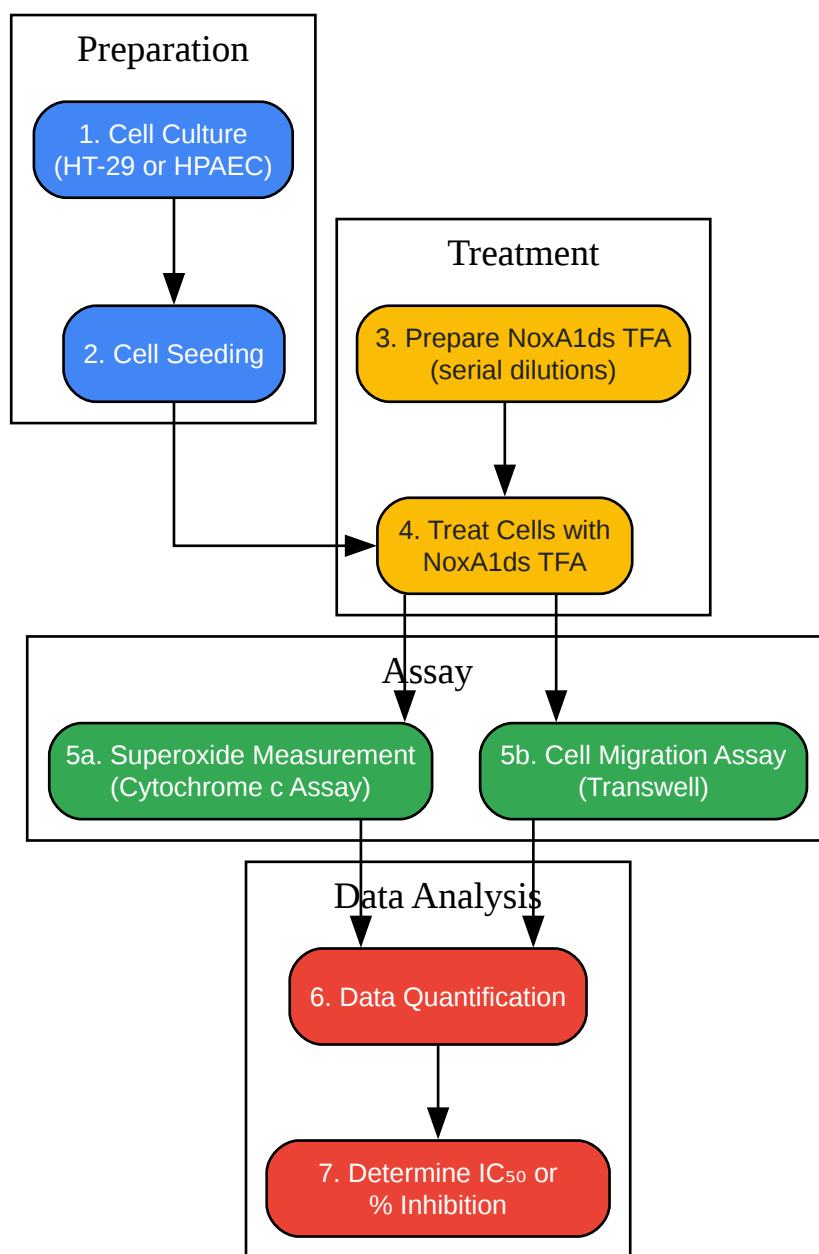 Preparation
1. Cell Culture
(HT-29 or HPAEC)
2. Cell Seeding
Treatment
3. Prepare NoxA1ds TFA
(serial dilutions)
4. Treat Cells with
NoxA1ds TFA
Assay
5a. Superoxide Measurement
(Cytochrome c Assay)
5b. Cell Migration Assay
(Transwell)
Data Analysis
6. Data Quantification
7. Determine IC₅₀ or
% Inhibition